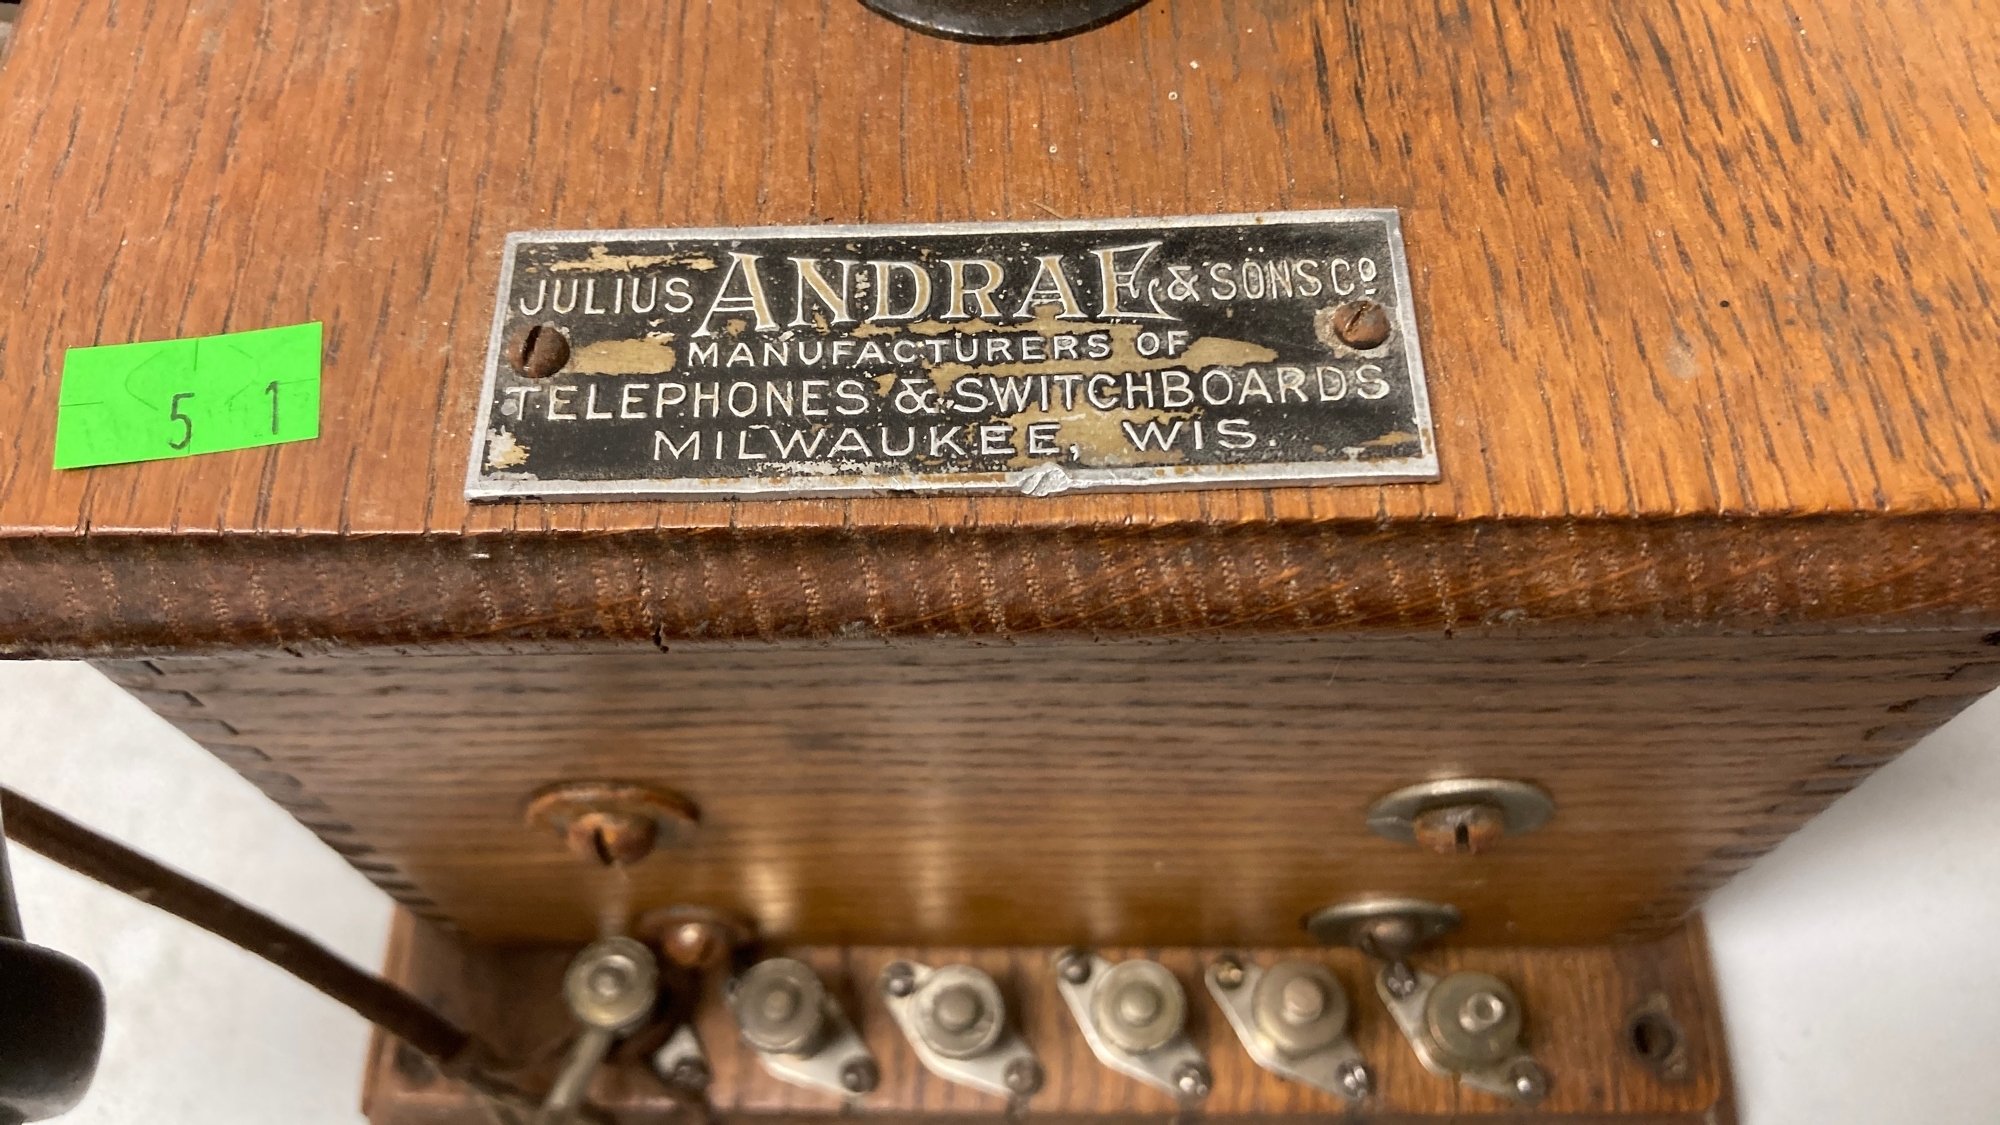 JULIUS ANDRAE & SONS Cº
MANUFACTURERS OF
TELEPHONES & SWITCHBOARDS
MILWAUKEE, WIS.
5 1